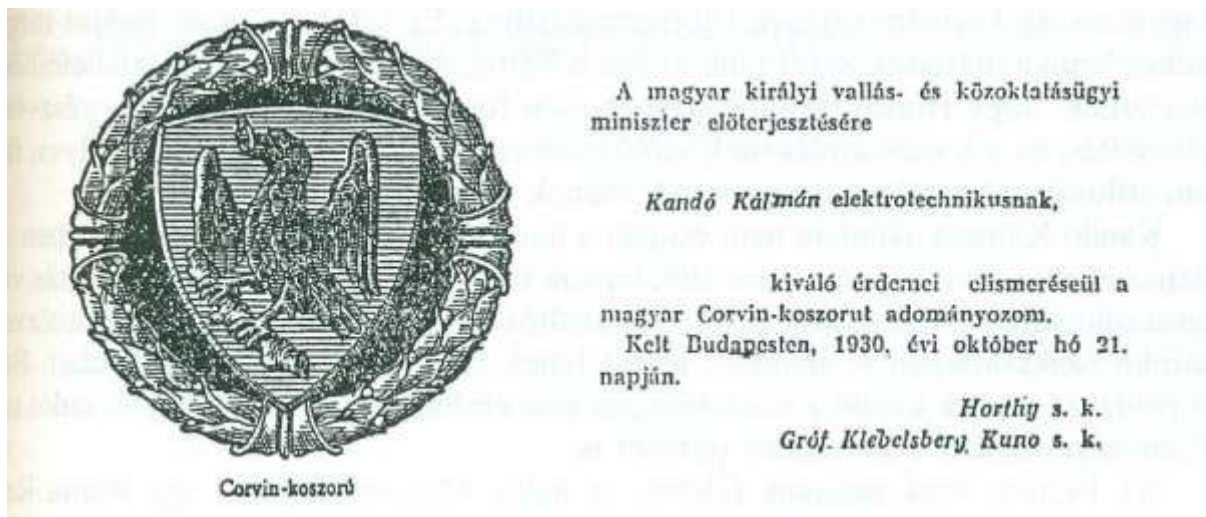 A magyar királyi vallás- és közoktatásügyi
miniszter előterjesztésére
Kandó Kálmán elektrotechnikusnak,
kiváló érdemei elismeréseül a
magyar Corvin-koszorut adományozom.
Kelt Budapesten, 1930. évi október hó 21.
napján.
Horthy s. k.
Gróf. Klebelsberg Kuno s. k.
Corvin-koszorú